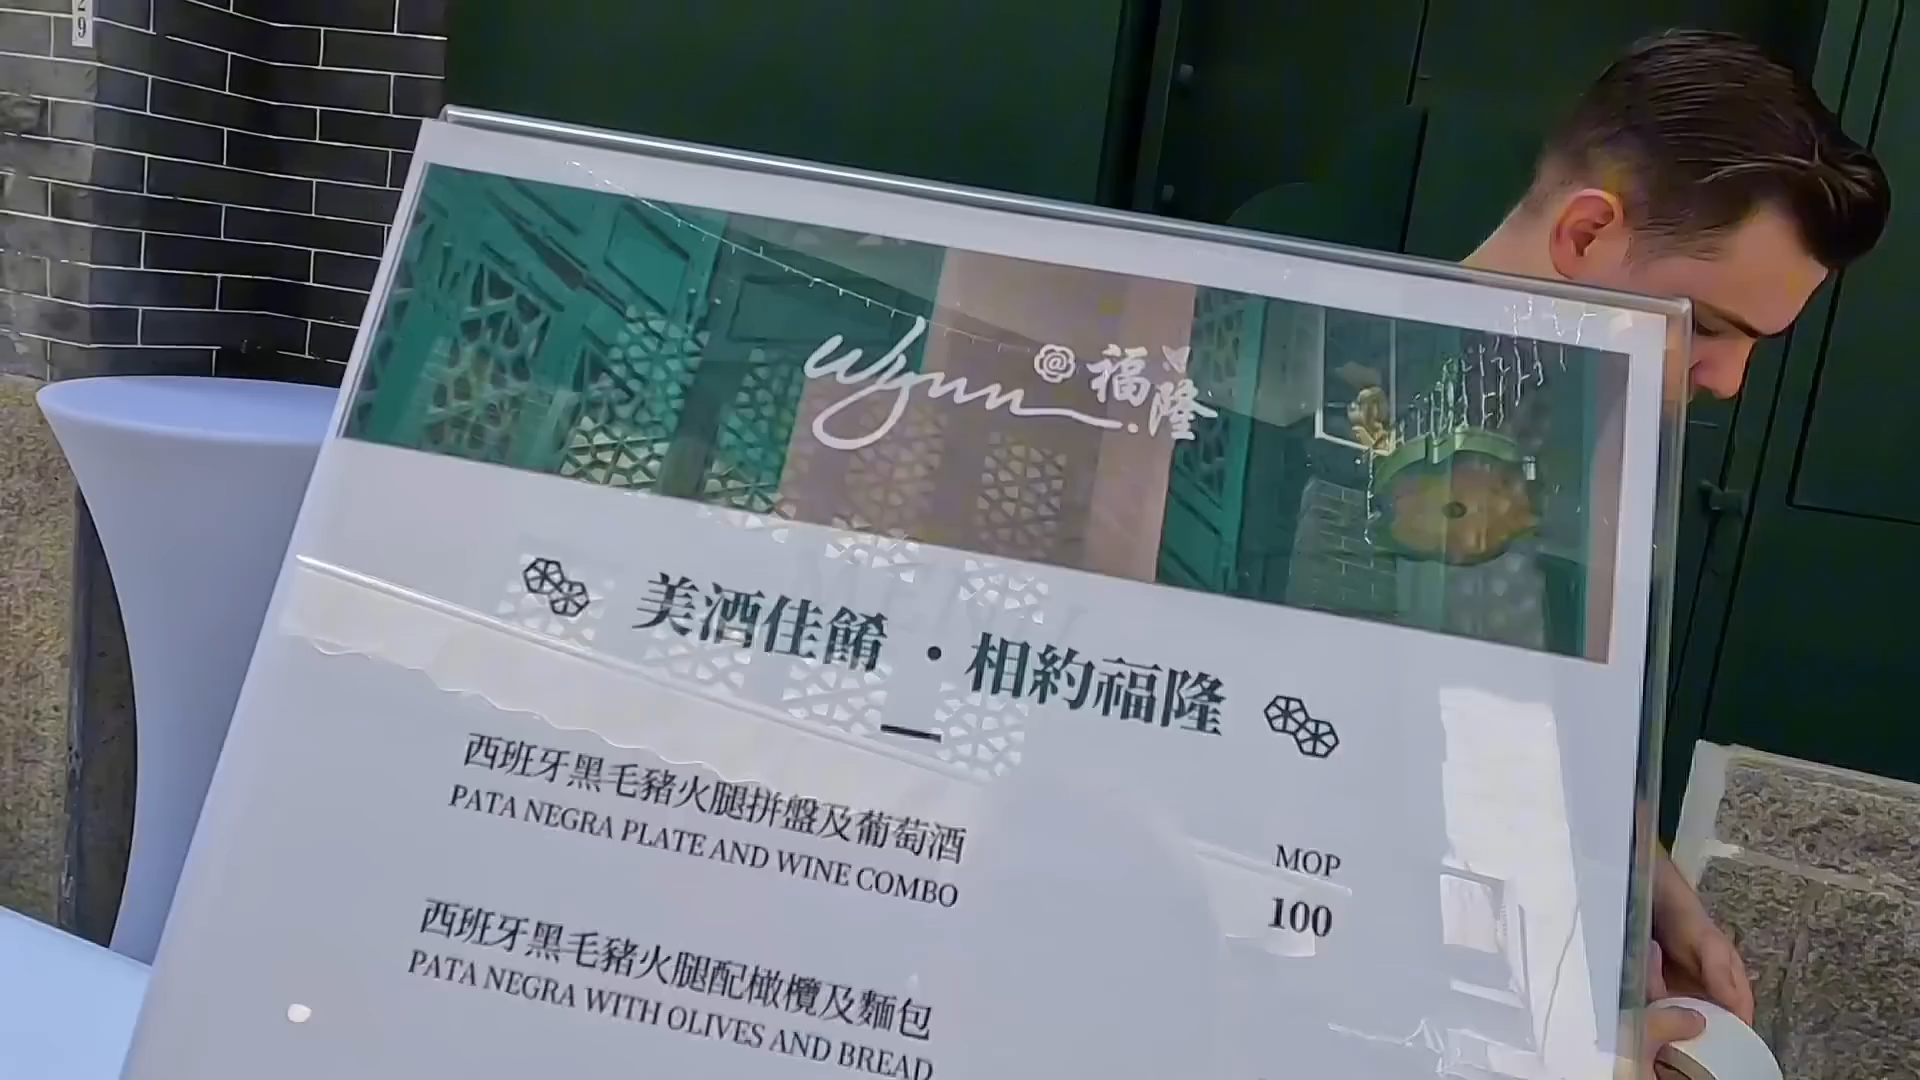 29
Wynn 福隆
美酒佳餚・相約福隆
西班牙黑毛豬火腿拼盤及葡萄酒
PATA NEGRA PLATE AND WINE COMBO
MOP
100
西班牙黑毛豬火腿配橄欖及麵包
PATA NEGRA WITH OLIVES AND BREAD